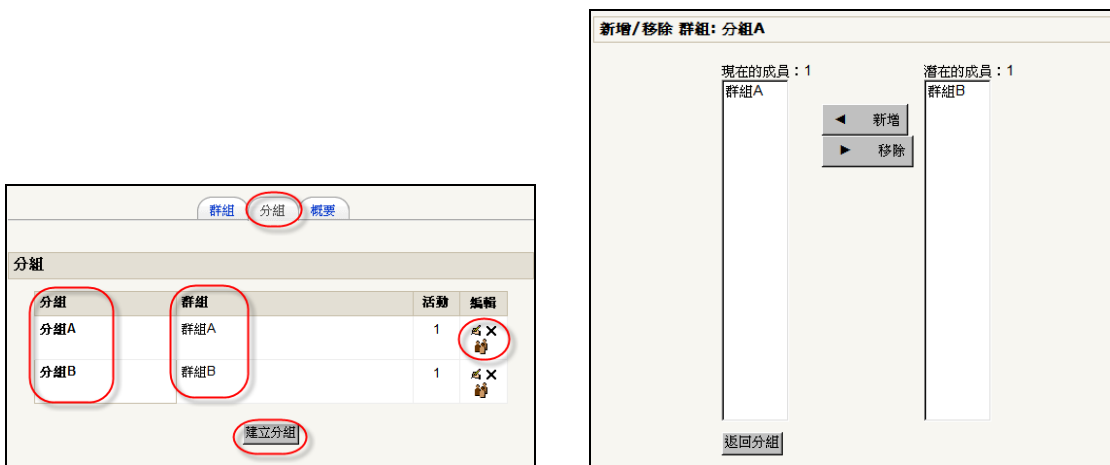 群組 分組 概要
分組
分組 群組 活動 編輯
分組A 群組A 1
分組B 群組B 1
建立分組
新增/移除 群組: 分組A
現在的成員：1 潛在的成員：1
群組A 群組B
◄ 新增
► 移除
返回分組